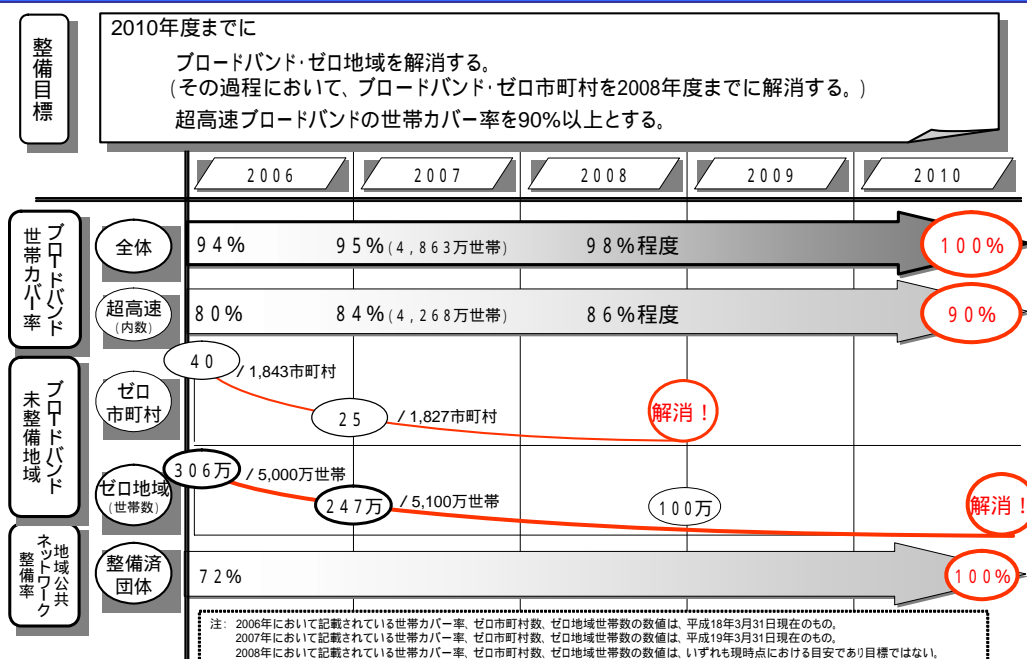 整備目標
2010年度までに
ブロードバンド・ゼロ地域を解消する。
(その過程において、ブロードバンド・ゼロ市町村を2008年度までに解消する。)
超高速ブロードバンドの世帯カバー率を90%以上とする。
2006 2007 2008 2009 2010
ブロードバンド
世帯カバー率
全体
94% 95%(4,863万世帯) 98%程度 100%
超高速
(内数)
80% 84%(4,268万世帯) 86%程度 90%
ブロードバンド
未整備地域
ゼロ
市町村
40 / 1,843市町村
25 / 1,827市町村
解消!
ゼロ地域
(世帯数)
306万 / 5,000万世帯
247万 / 5,100万世帯
100万
解消!
地域公共
ネットワーク
整備率
整備済
団体
72% 100%
注: 2006年において記載されている世帯カバー率、ゼロ市町村数、ゼロ地域世帯数の数値は、平成18年3月31日現在のもの。
2007年において記載されている世帯カバー率、ゼロ市町村数、ゼロ地域世帯数の数値は、平成19年3月31日現在のもの。
2008年において記載されている世帯カバー率、ゼロ市町村数、ゼロ地域世帯数の数値は、いずれも現時点における目安であり目標ではない。